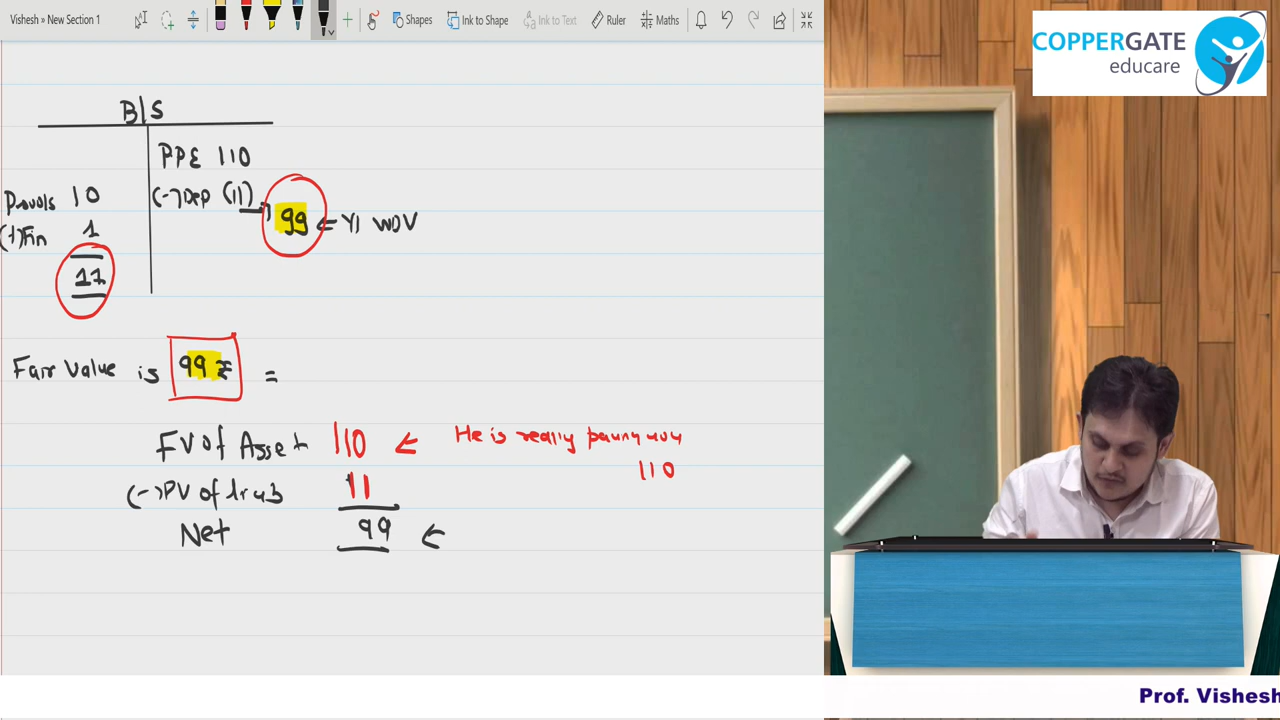 Vishesh » New Section 1
Shapes
Ink to Shape
Ink to Text
Ruler
Maths
COPPERGATE
educare
B/S
PPE 110
(-) Dep (11)
99 ← Y1 WDV
10
(+) Fin 1
11
Fair Value is 99 ₹ =
FV of Asset 110 ←
He is really
110
(-) PV of 11
Net 99 ←
Prof. Vishesh